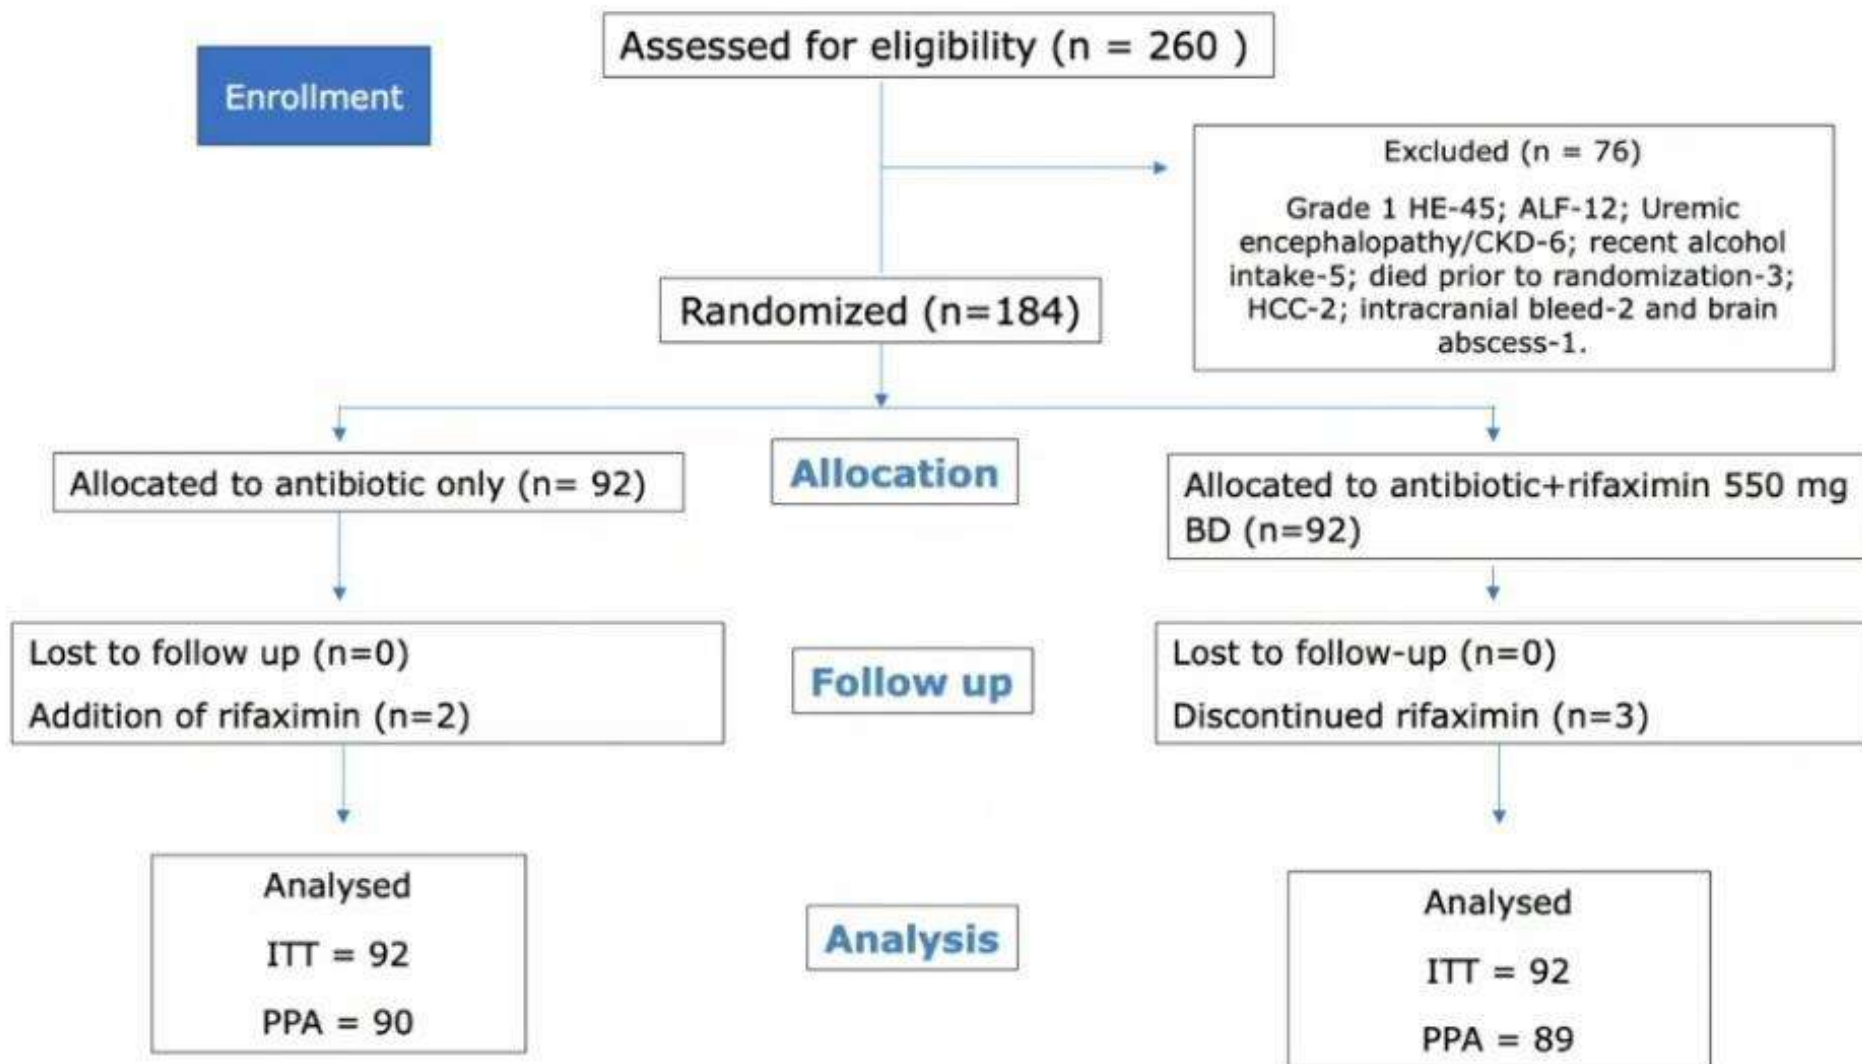 Assessed for eligibility (n = 260 )
Enrollment
Excluded (n = 76)
Grade 1 HE-45; ALF-12; Uremic
encephalopathy/CKD-6; recent alcohol
intake-5; died prior to randomization-3;
HCC-2; intracranial bleed-2 and brain
abscess-1.
Randomized (n=184)
Allocated to antibiotic only (n= 92)
Allocation
Allocated to antibiotic+rifaximin 550 mg
BD (n=92)
Lost to follow up (n=0)
Addition of rifaximin (n=2)
Follow up
Lost to follow-up (n=0)
Discontinued rifaximin (n=3)
Analysed
ITT = 92
PPA = 90
Analysis
Analysed
ITT = 92
PPA = 89